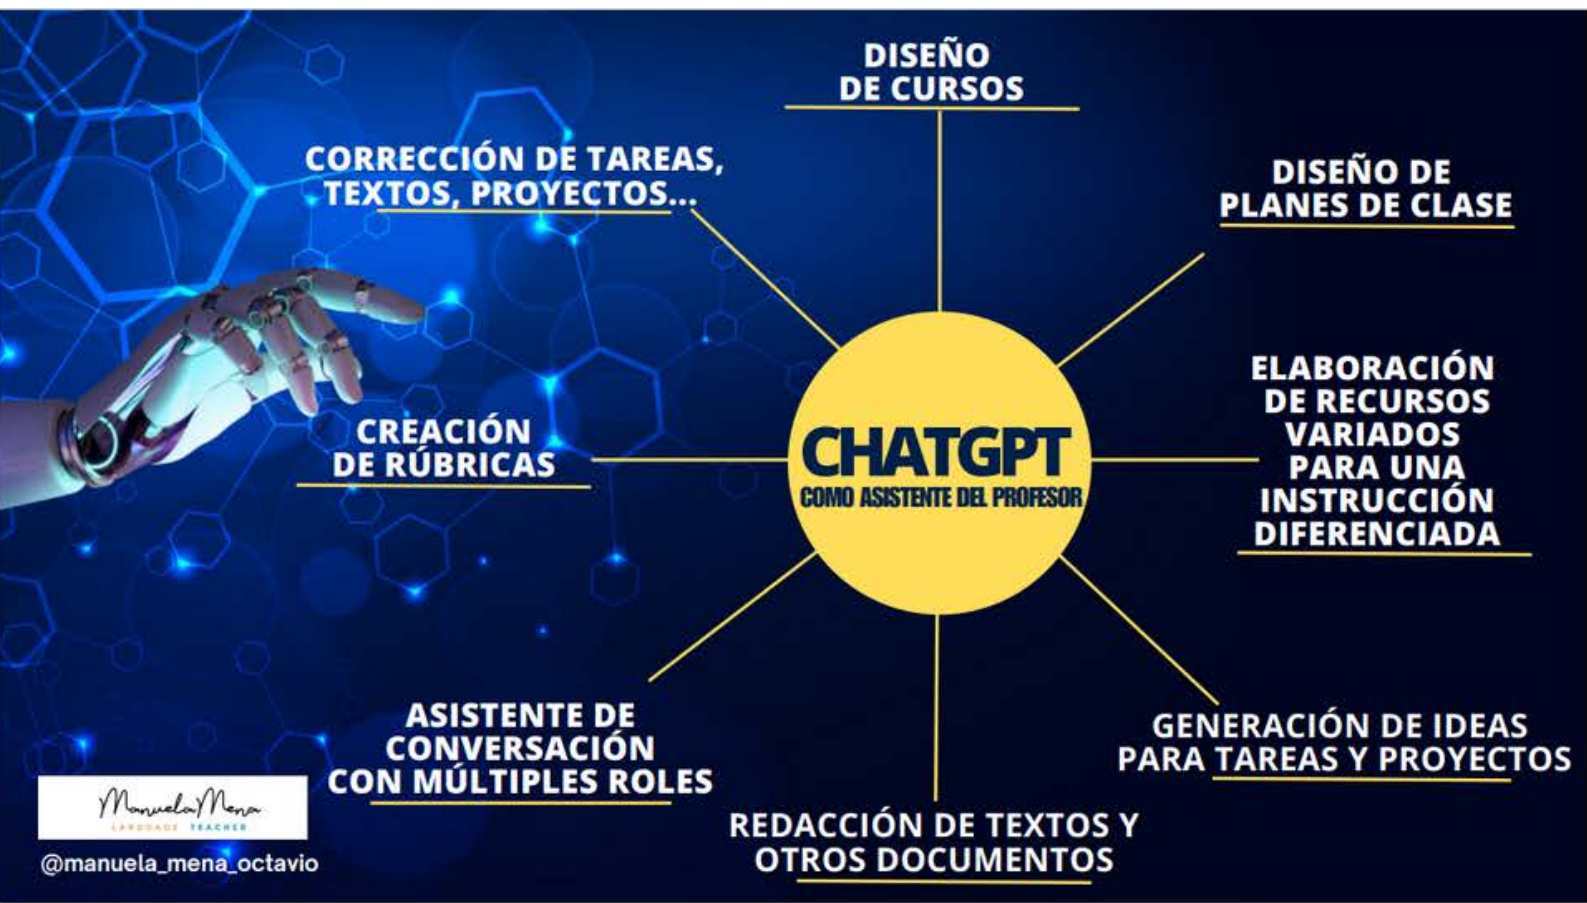 DISEÑO
DE CURSOS
CORRECCIÓN DE TAREAS,
TEXTOS, PROYECTOS...
DISEÑO DE
PLANES DE CLASE
ELABORACIÓN
DE RECURSOS
VARIADOS
PARA UNA
INSTRUCCIÓN
DIFERENCIADA
CREACIÓN
DE RÚBRICAS
CHATGPT
COMO ASISTENTE DEL PROFESOR
ASISTENTE DE
CONVERSACIÓN
CON MÚLTIPLES ROLES
GENERACIÓN DE IDEAS
PARA TAREAS Y PROYECTOS
REDACCIÓN DE TEXTOS Y
OTROS DOCUMENTOS
Manuela Mena
LANGUAGE TEACHER
@manuela_mena_octavio